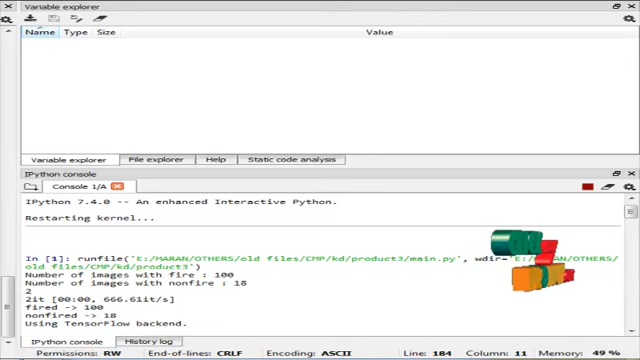 Variable explorer
Name Type Size Value
Variable explorer File explorer Help Static code analysis
IPython console
Console 1/A
IPython 7.4.0 -- An enhanced Interactive Python.
Restarting kernel...
In [1]: runfile('E:/MARAN/OTHERS/old files/CMP/kd/product3/main.py', wdir='E:/MARAN/OTHERS/
old files/CMP/kd/product3')
Number of images with fire : 100
Number of images with nonfire : 18
2
2it [00:00, 666.61it/s]
fired -> 100
nonfired -> 18
Using TensorFlow backend.
IPython console History log
Permissions: RW End-of-lines: CRLF Encoding: ASCII Line: 184 Column: 11 Memory: 49 %